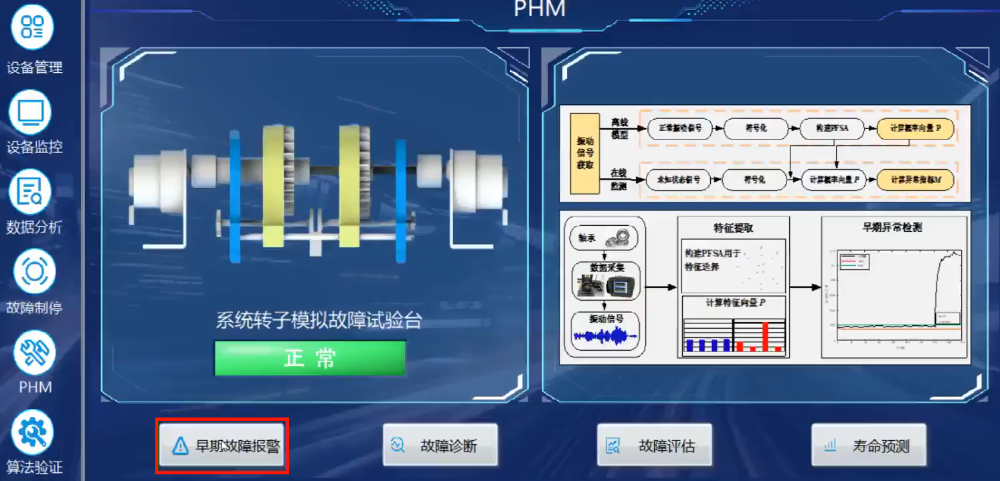 PHM
设备管理
设备监控
数据分析
故障制停
PHM
算法验证
系统转子模拟故障试验台
正常
振动
信号
获取
离线
模型
正常振动信号
符号化
构建PFSA
计算概率向量 P
在线
监测
未知状态信号
符号化
计算概率向量 P
计算异常指标M
轴承
数据采集
振动信号
特征提取
构建PFSA用于
特征选择
计算特征向量 P
早期异常检测
早期故障报警
故障诊断
故障评估
寿命预测